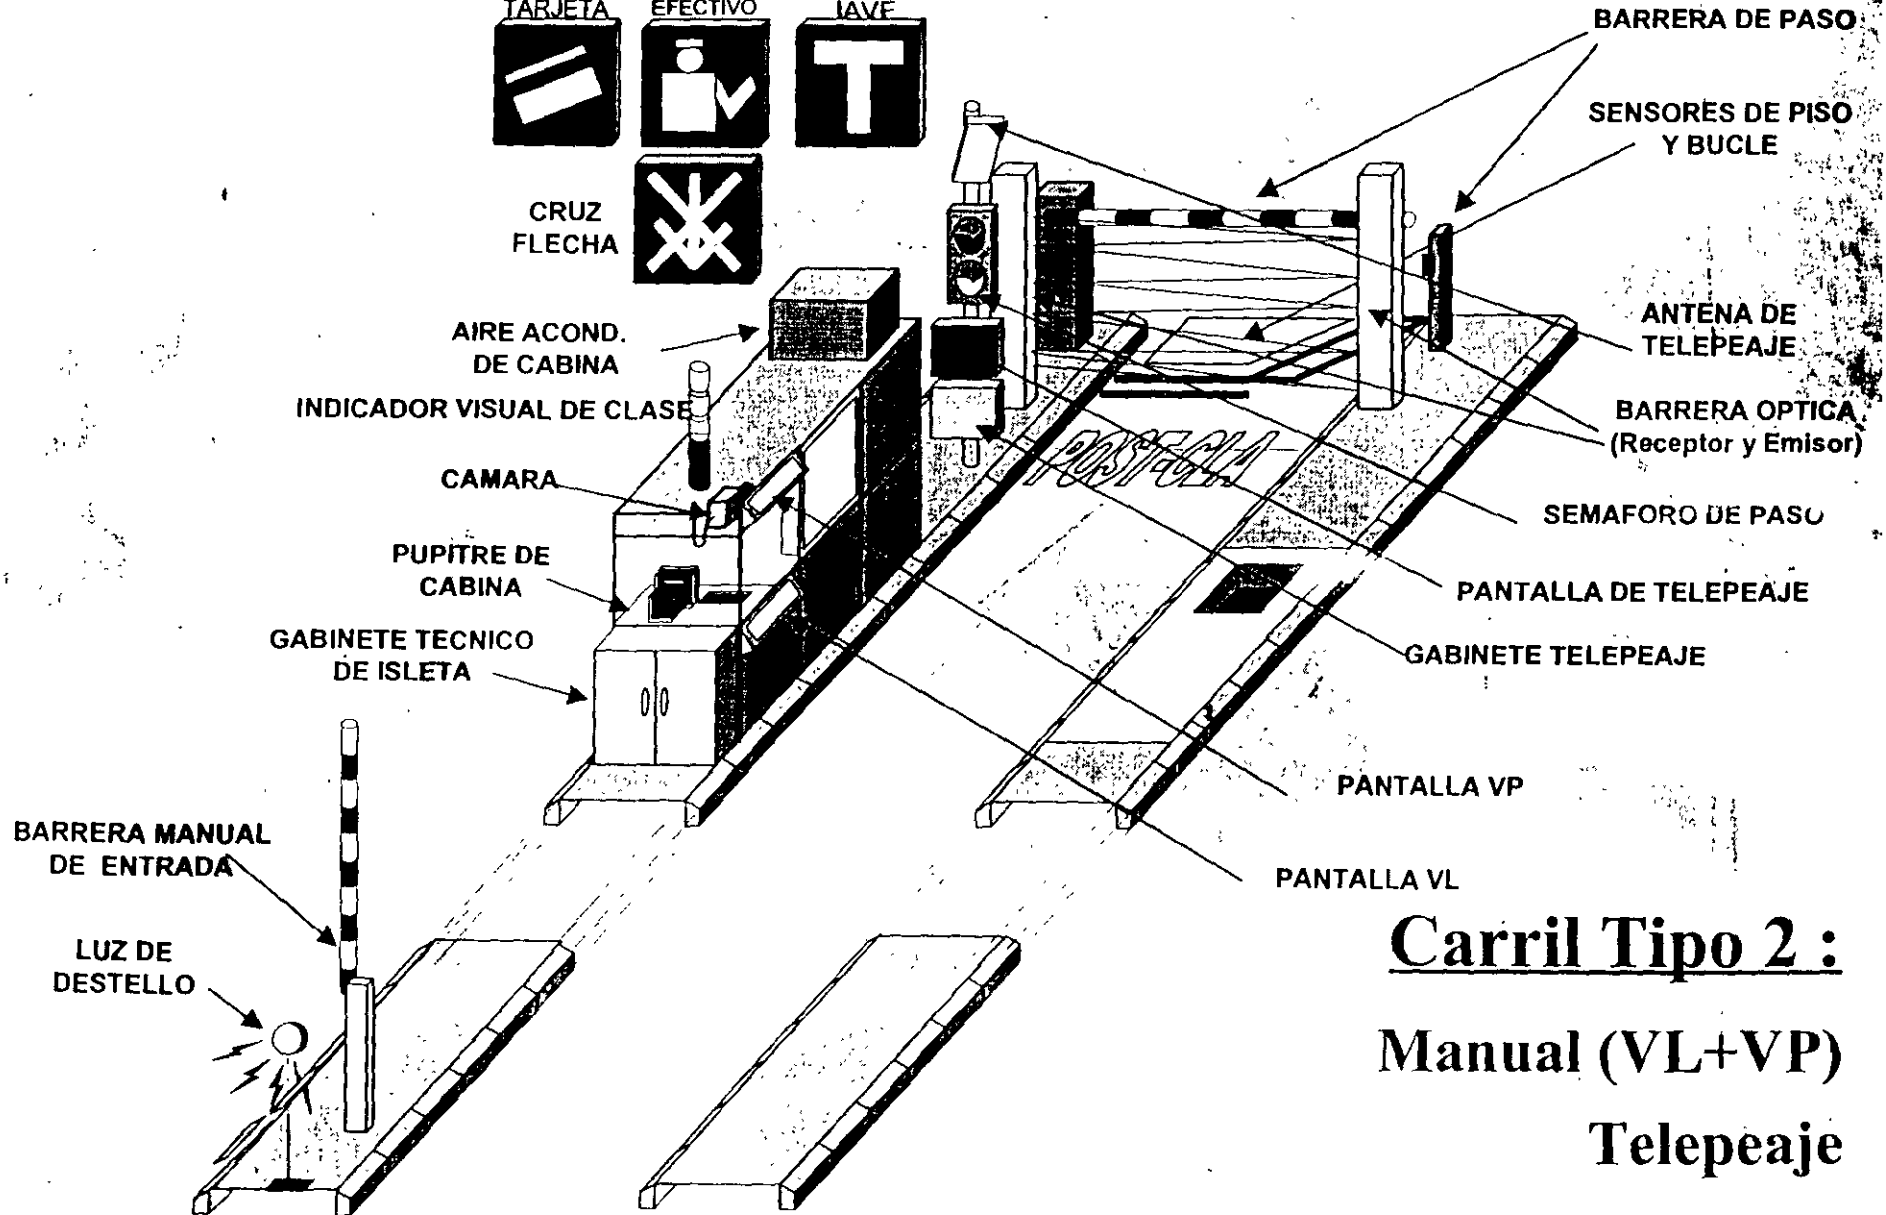 TARJETA
EFECTIVO
IAVE
BARRERA DE PASO
SENSORES DE PISO
Y BUCLE
CRUZ
FLECHA
AIRE ACOND.
DE CABINA
ANTENA DE
TELEPEAJE
INDICADOR VISUAL DE CLASE
BARRERA OPTICA
(Receptor y Emisor)
CAMARA
SEMAFORO DE PASO
PUPITRE DE
CABINA
PANTALLA DE TELEPEAJE
GABINETE TECNICO
DE ISLETA
GABINETE TELEPEAJE
PANTALLA VP
BARRERA MANUAL
DE ENTRADA
PANTALLA VL
LUZ DE
DESTELLO
Carril Tipo 2 :
Manual (VL+VP)
Telepeaje